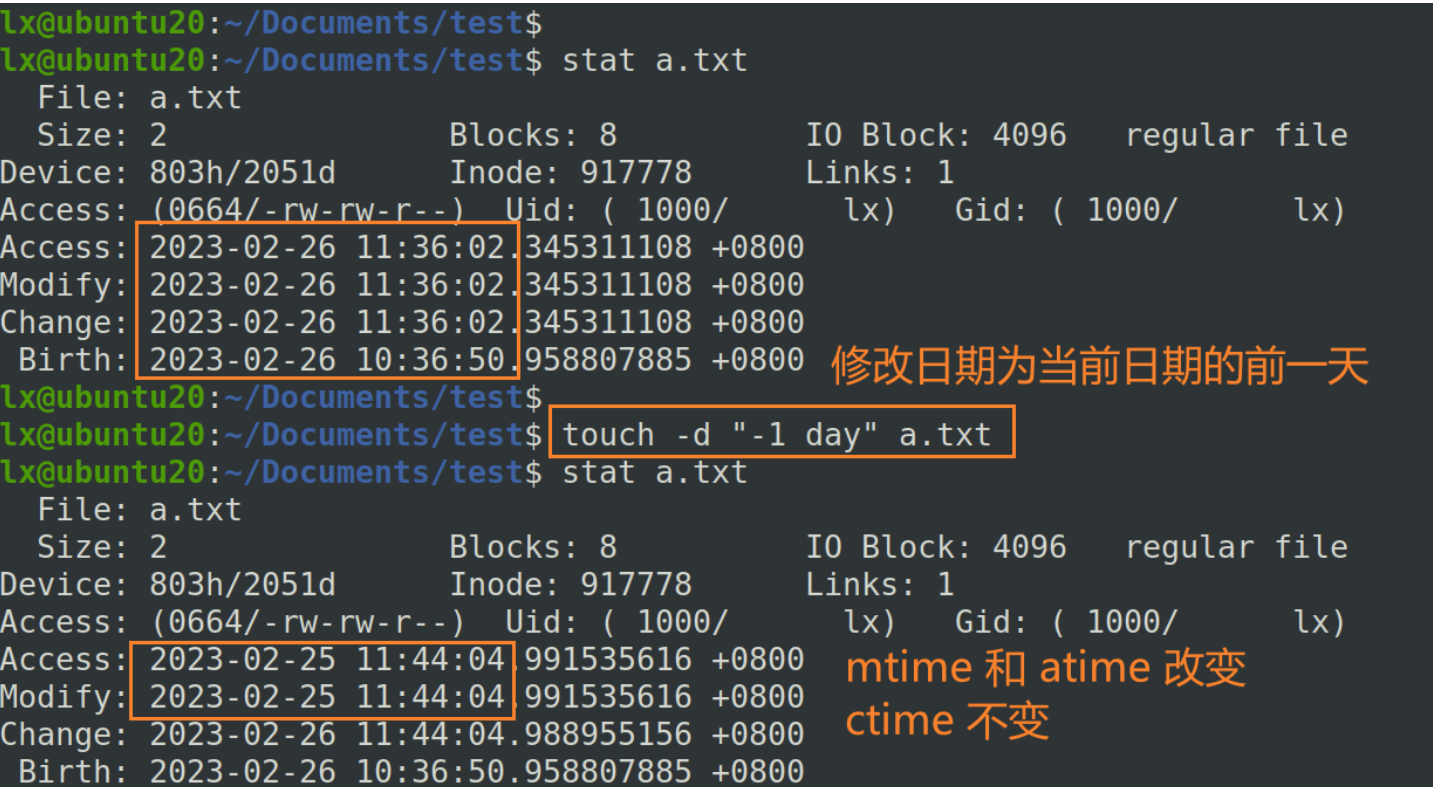 lx@ubuntu20:~/Documents/test$
lx@ubuntu20:~/Documents/test$ stat a.txt
  File: a.txt
  Size: 2               Blocks: 8          IO Block: 4096   regular file
Device: 803h/2051d      Inode: 917778      Links: 1
Access: (0664/-rw-rw-r--)  Uid: ( 1000/      lx)   Gid: ( 1000/      lx)
Access: 2023-02-26 11:36:02.345311108 +0800
Modify: 2023-02-26 11:36:02.345311108 +0800
Change: 2023-02-26 11:36:02.345311108 +0800
 Birth: 2023-02-26 10:36:50.958807885 +0800
修改日期为当前日期的前一天
lx@ubuntu20:~/Documents/test$
lx@ubuntu20:~/Documents/test$ touch -d "-1 day" a.txt
lx@ubuntu20:~/Documents/test$ stat a.txt
  File: a.txt
  Size: 2               Blocks: 8          IO Block: 4096   regular file
Device: 803h/2051d      Inode: 917778      Links: 1
Access: (0664/-rw-rw-r--)  Uid: ( 1000/      lx)   Gid: ( 1000/      lx)
Access: 2023-02-25 11:44:04.991535616 +0800
Modify: 2023-02-25 11:44:04.991535616 +0800
Change: 2023-02-26 11:44:04.988955156 +0800
 Birth: 2023-02-26 10:36:50.958807885 +0800
mtime 和 atime 改变
ctime 不变